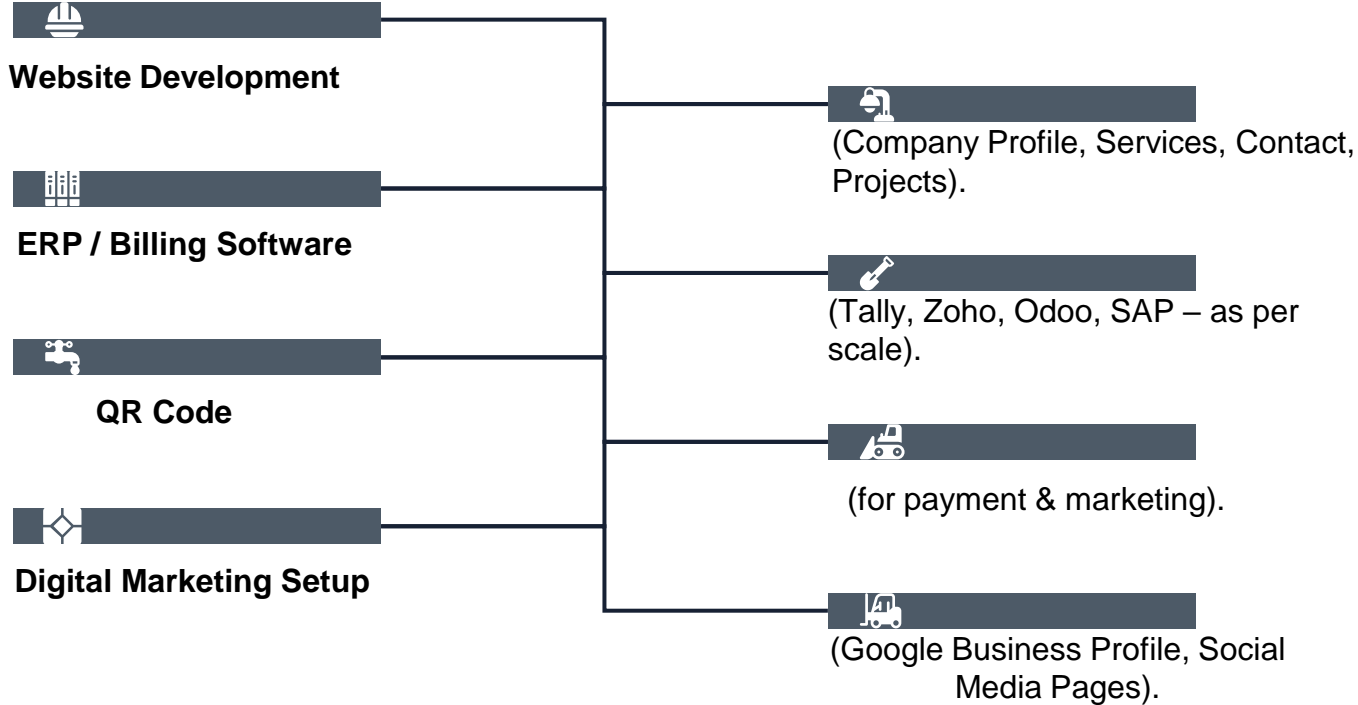 Website Development
(Company Profile, Services, Contact,
Projects).
ERP / Billing Software
(Tally, Zoho, Odoo, SAP – as per
scale).
QR Code
(for payment & marketing).
Digital Marketing Setup
(Google Business Profile, Social
Media Pages).